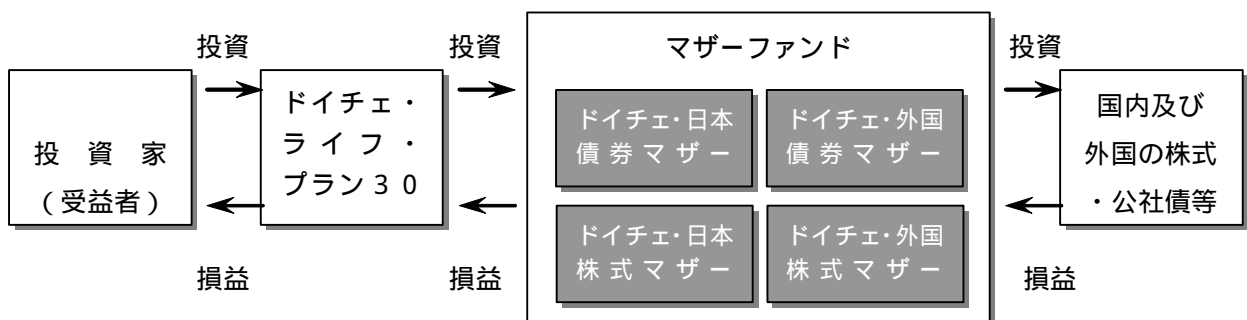 投資
投資
マザーファンド
投資
投　資　家
（受益者）
ドイチェ・
ライフ・
プラン３０
ドイチェ・日本
債券マザー
ドイチェ・外国
債券マザー
ドイチェ・日本
株式マザー
ドイチェ・外国
株式マザー
国内及び
外国の株式
・公社債等
損益
損益
損益